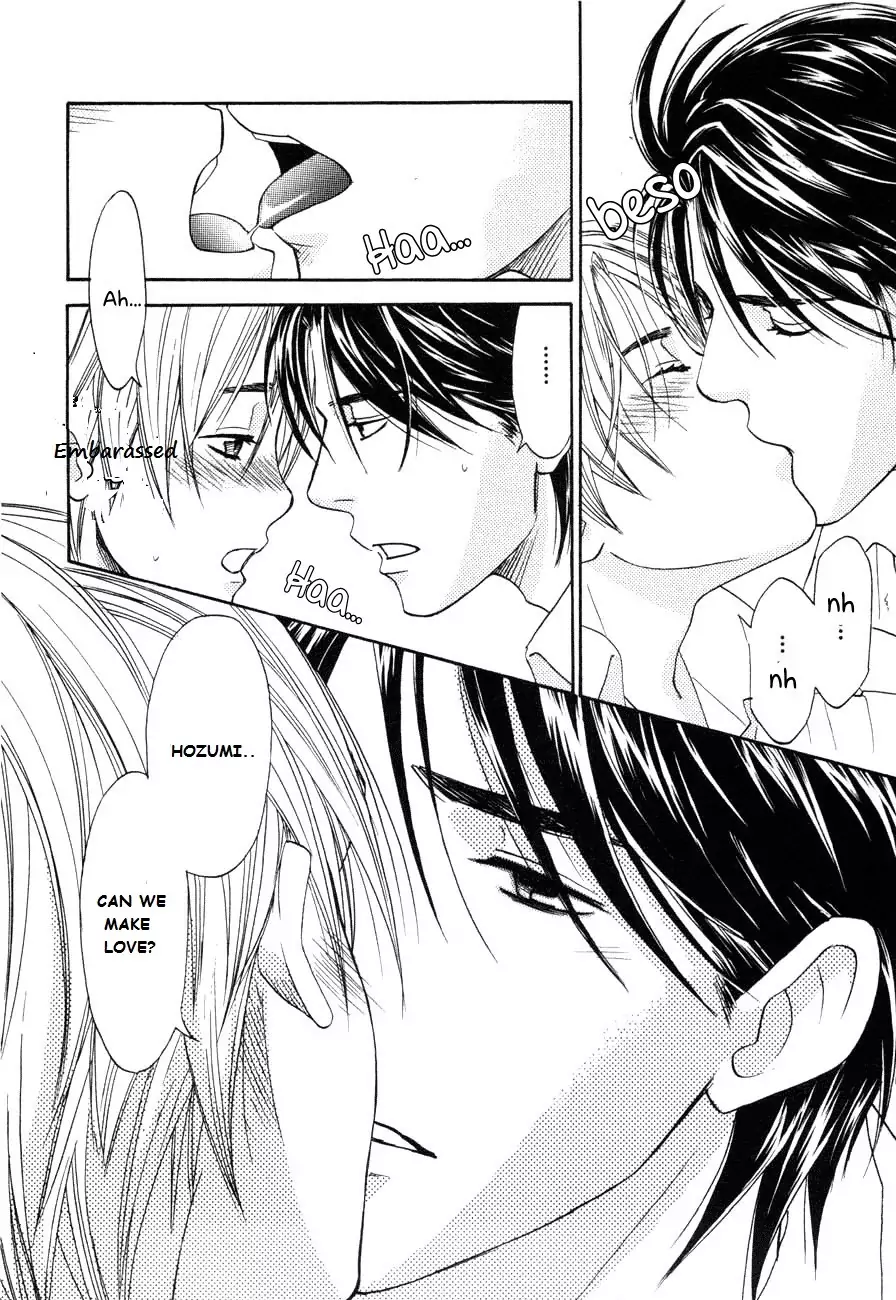 beso
nh
...
...
nh
Haa...
Ah...
......
Embarassed
Haa...
HOZUMI..
CAN WE
MAKE
LOVE?